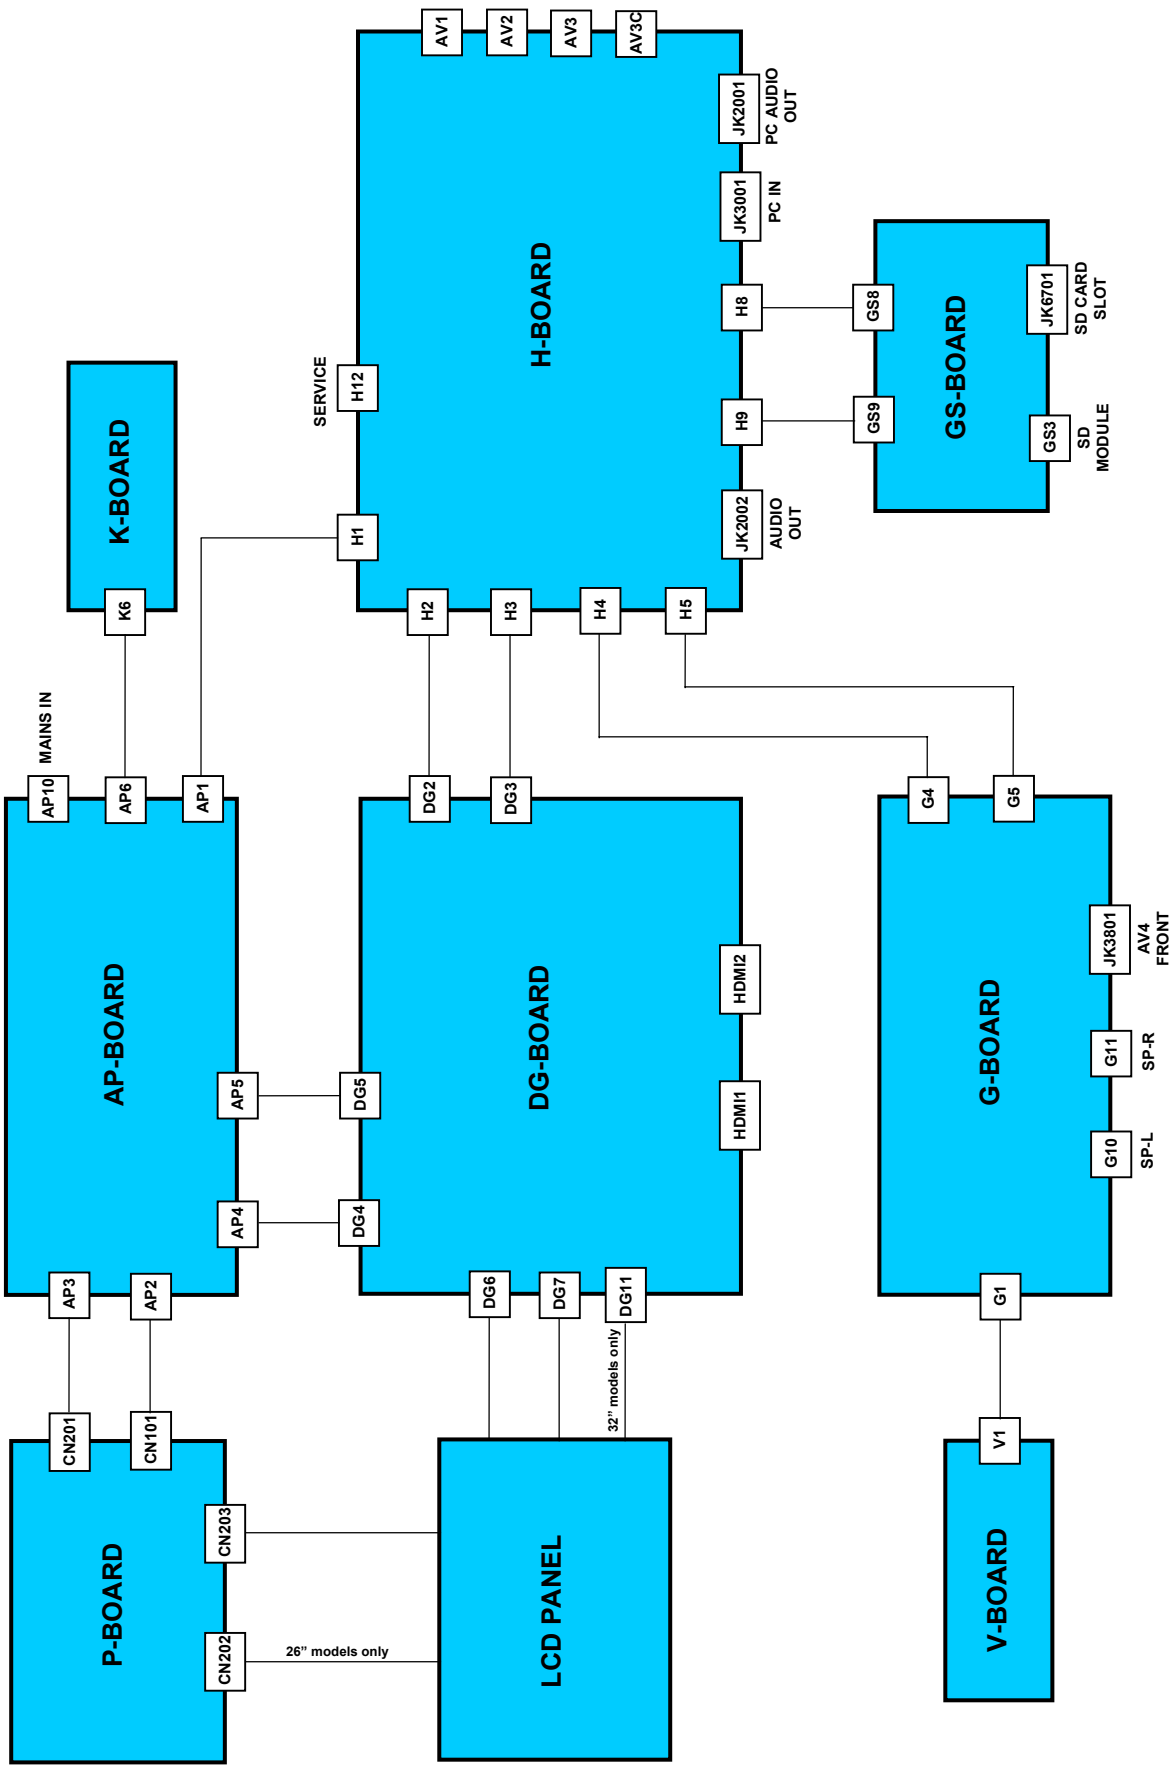 P-BOARD
CN201
CN101
CN203
CN202
26” models only
LCD PANEL
32” models only
AP-BOARD
AP3
AP2
AP4
AP5
AP10
MAINS IN
AP6
AP1
K-BOARD
K6
DG-BOARD
DG4
DG5
DG6
DG7
DG11
DG2
DG3
HDMI1
HDMI2
H-BOARD
H1
SERVICE
H12
H2
H3
H4
H5
AV1
AV2
AV3
AV3C
JK2002
AUDIO
OUT
H9
H8
JK3001
PC IN
JK2001
PC AUDIO
OUT
GS-BOARD
GS9
GS8
GS3
SD
MODULE
JK6701
SD CARD
SLOT
G-BOARD
G1
G4
G5
G10
SP-L
G11
SP-R
JK3801
AV4
FRONT
V-BOARD
V1